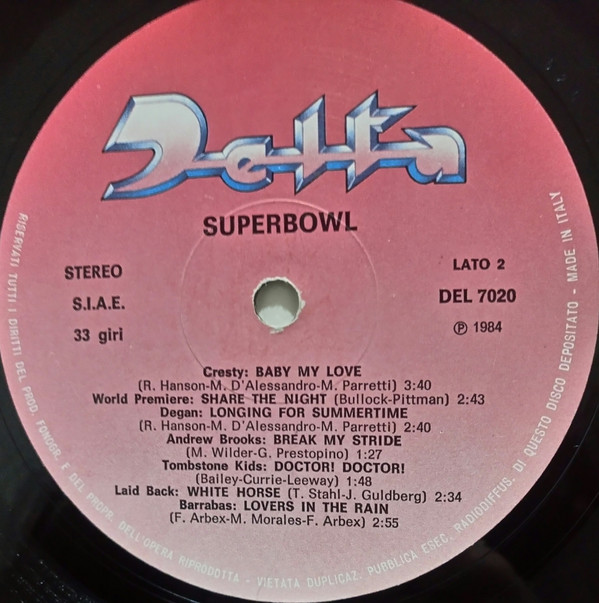 Delta
SUPERBOWL
STEREO
S.I.A.E.
33 giri
LATO 2
DEL 7020
Ⓟ 1984
Cresty: BABY MY LOVE
(R. Hanson-M. D'Alessandro-M. Parretti) 3:40
World Premiere: SHARE THE NIGHT (Bullock-Pittman) 2:43
Degan: LONGING FOR SUMMERTIME
(R. Hanson-M. D'Alessandro-M. Parretti) 2:40
Andrew Brooks: BREAK MY STRIDE
(M. Wilder-G. Prestopino) 1:27
Tombstone Kids: DOCTOR! DOCTOR!
(Bailey-Currie-Leeway) 1:48
Laid Back: WHITE HORSE (T. Stahl-J. Guldberg) 2:34
Barrabas: LOVERS IN THE RAIN
(F. Arbex-M. Morales-F. Arbex) 2:55
RISERVATI TUTTI I DIRITTI DEL PROD. FONOGR. E DEL PROPR. DELL'OPERA RIPRODOTTA - VIETATA DUPLICAZ. PUBBLICA ESEC. RADIODIFFUS. DI QUESTO DISCO DEPOSITATO - MADE IN ITALY